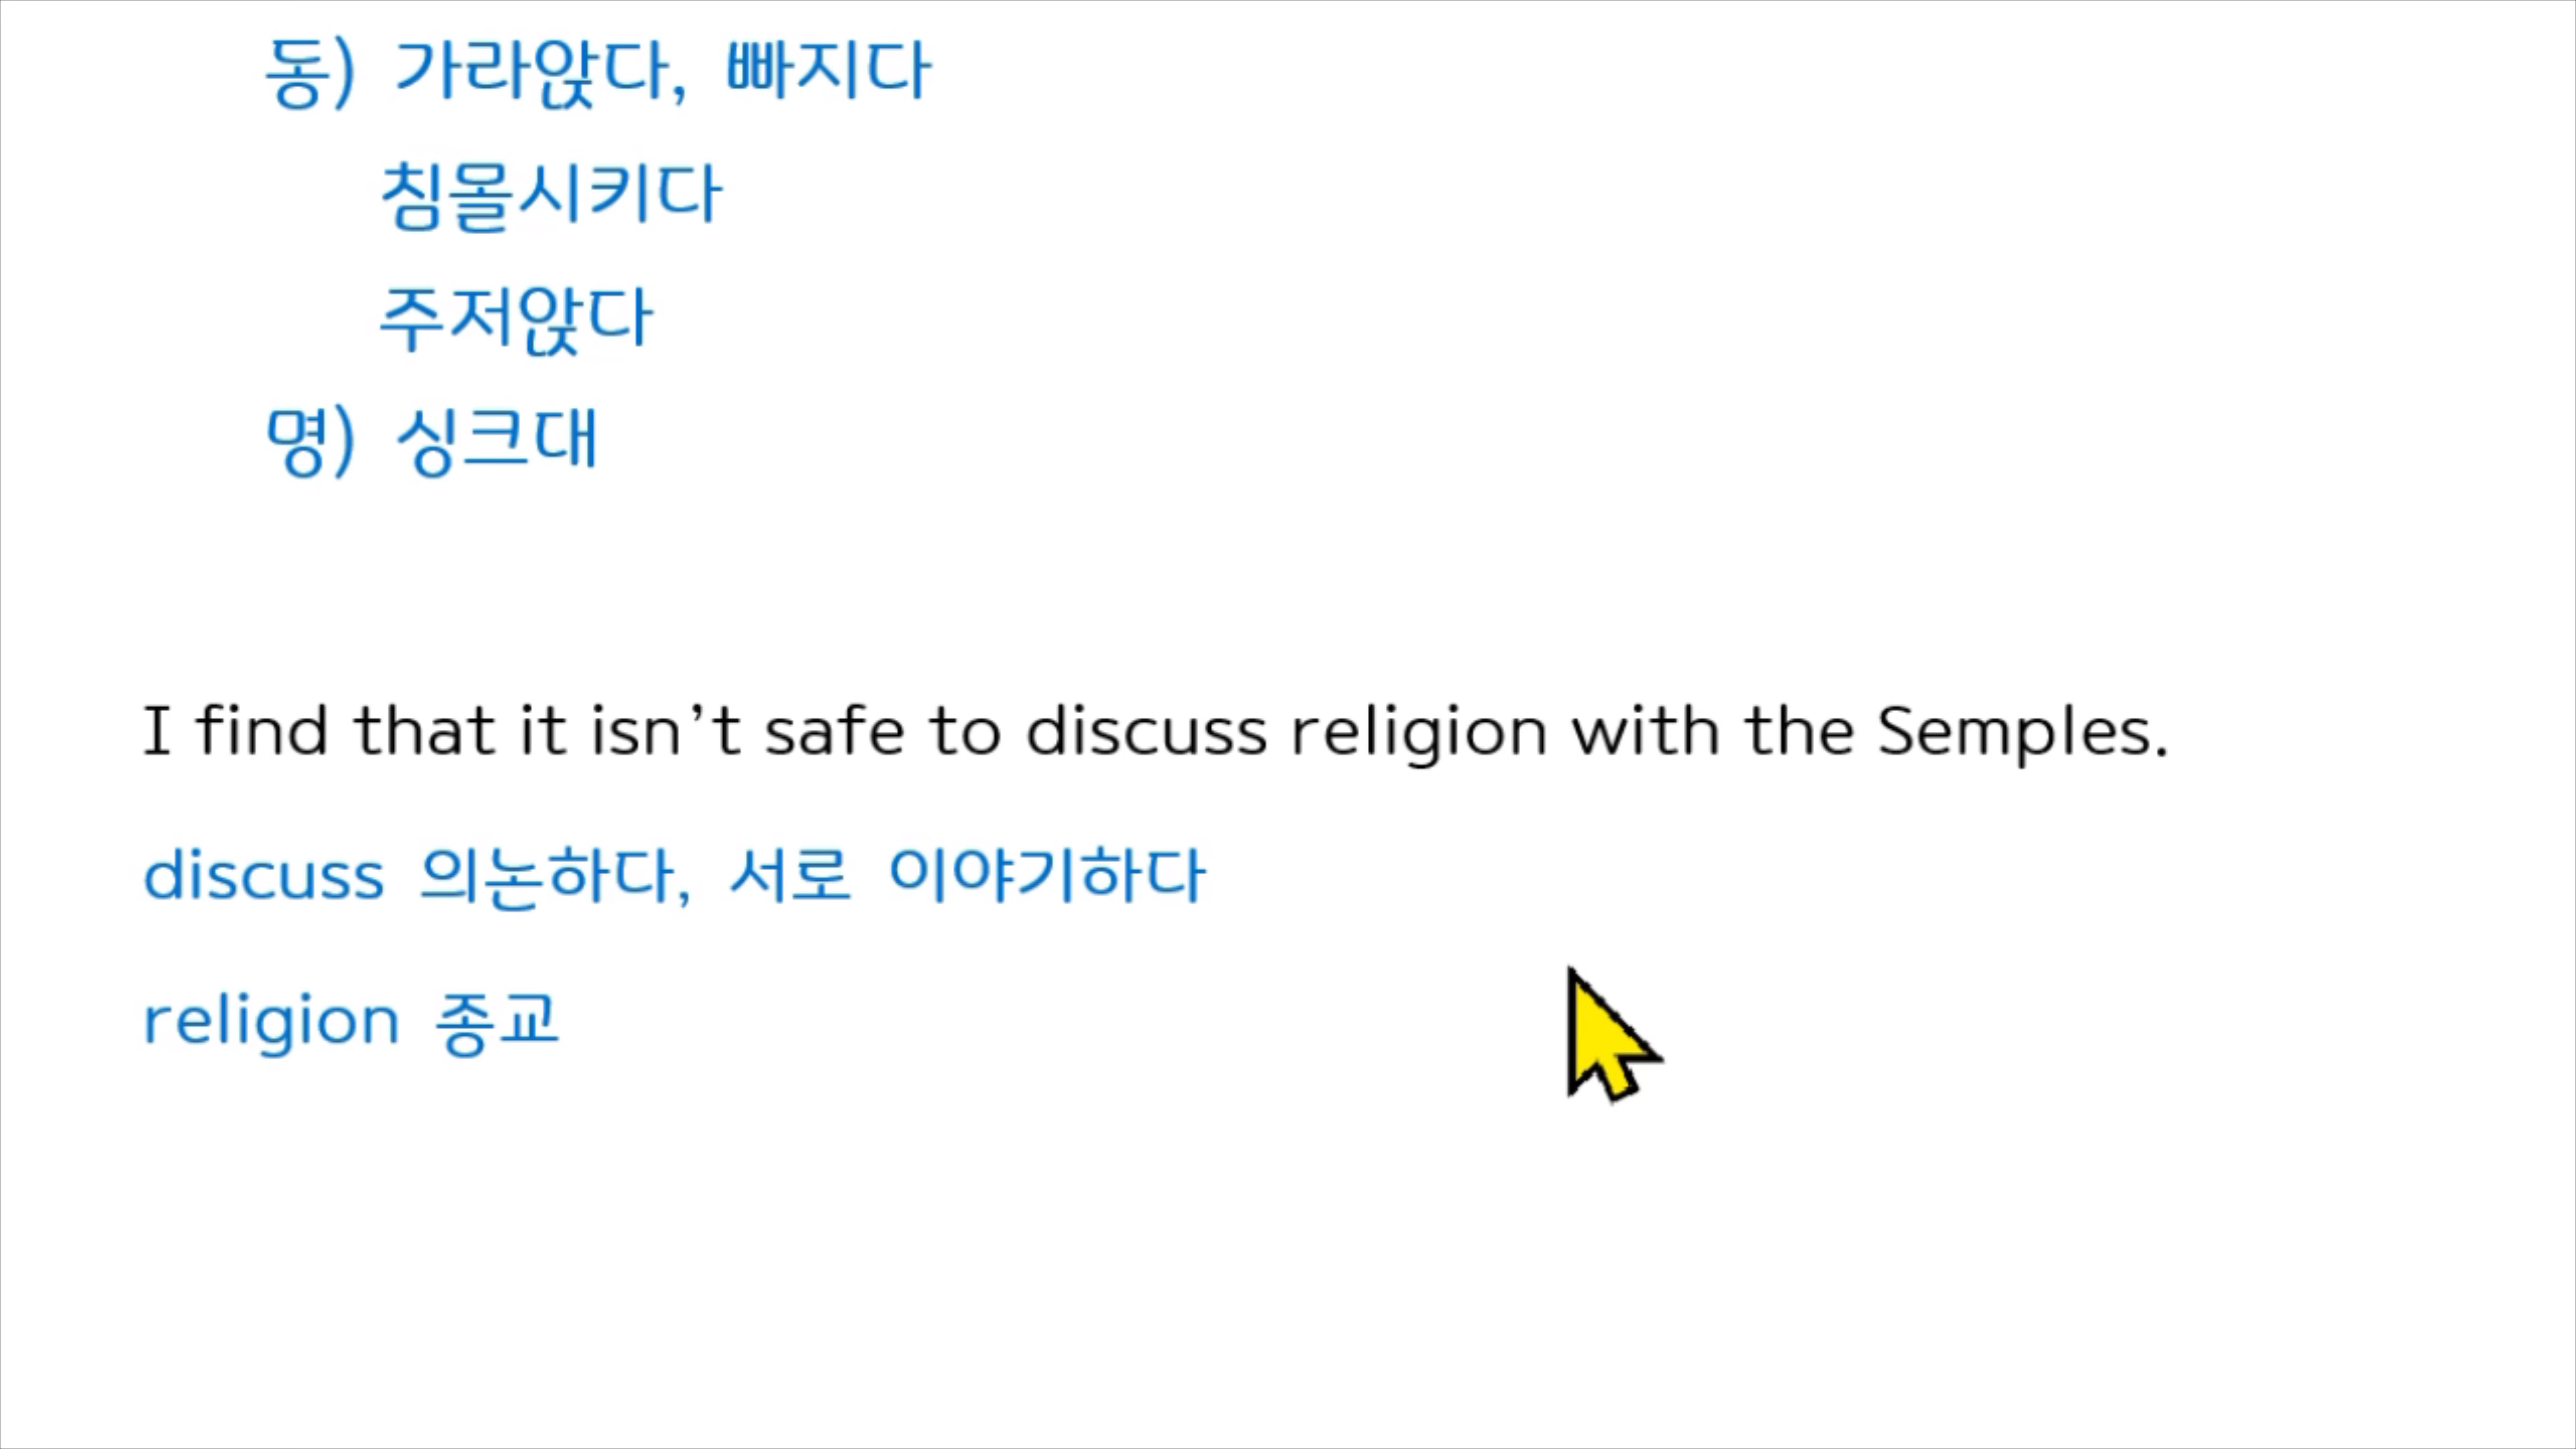 동) 가라앉다, 빠지다
침몰시키다
주저앉다
명) 싱크대
I find that it isn’t safe to discuss religion with the Semples.
discuss 의논하다, 서로 이야기하다
religion 종교